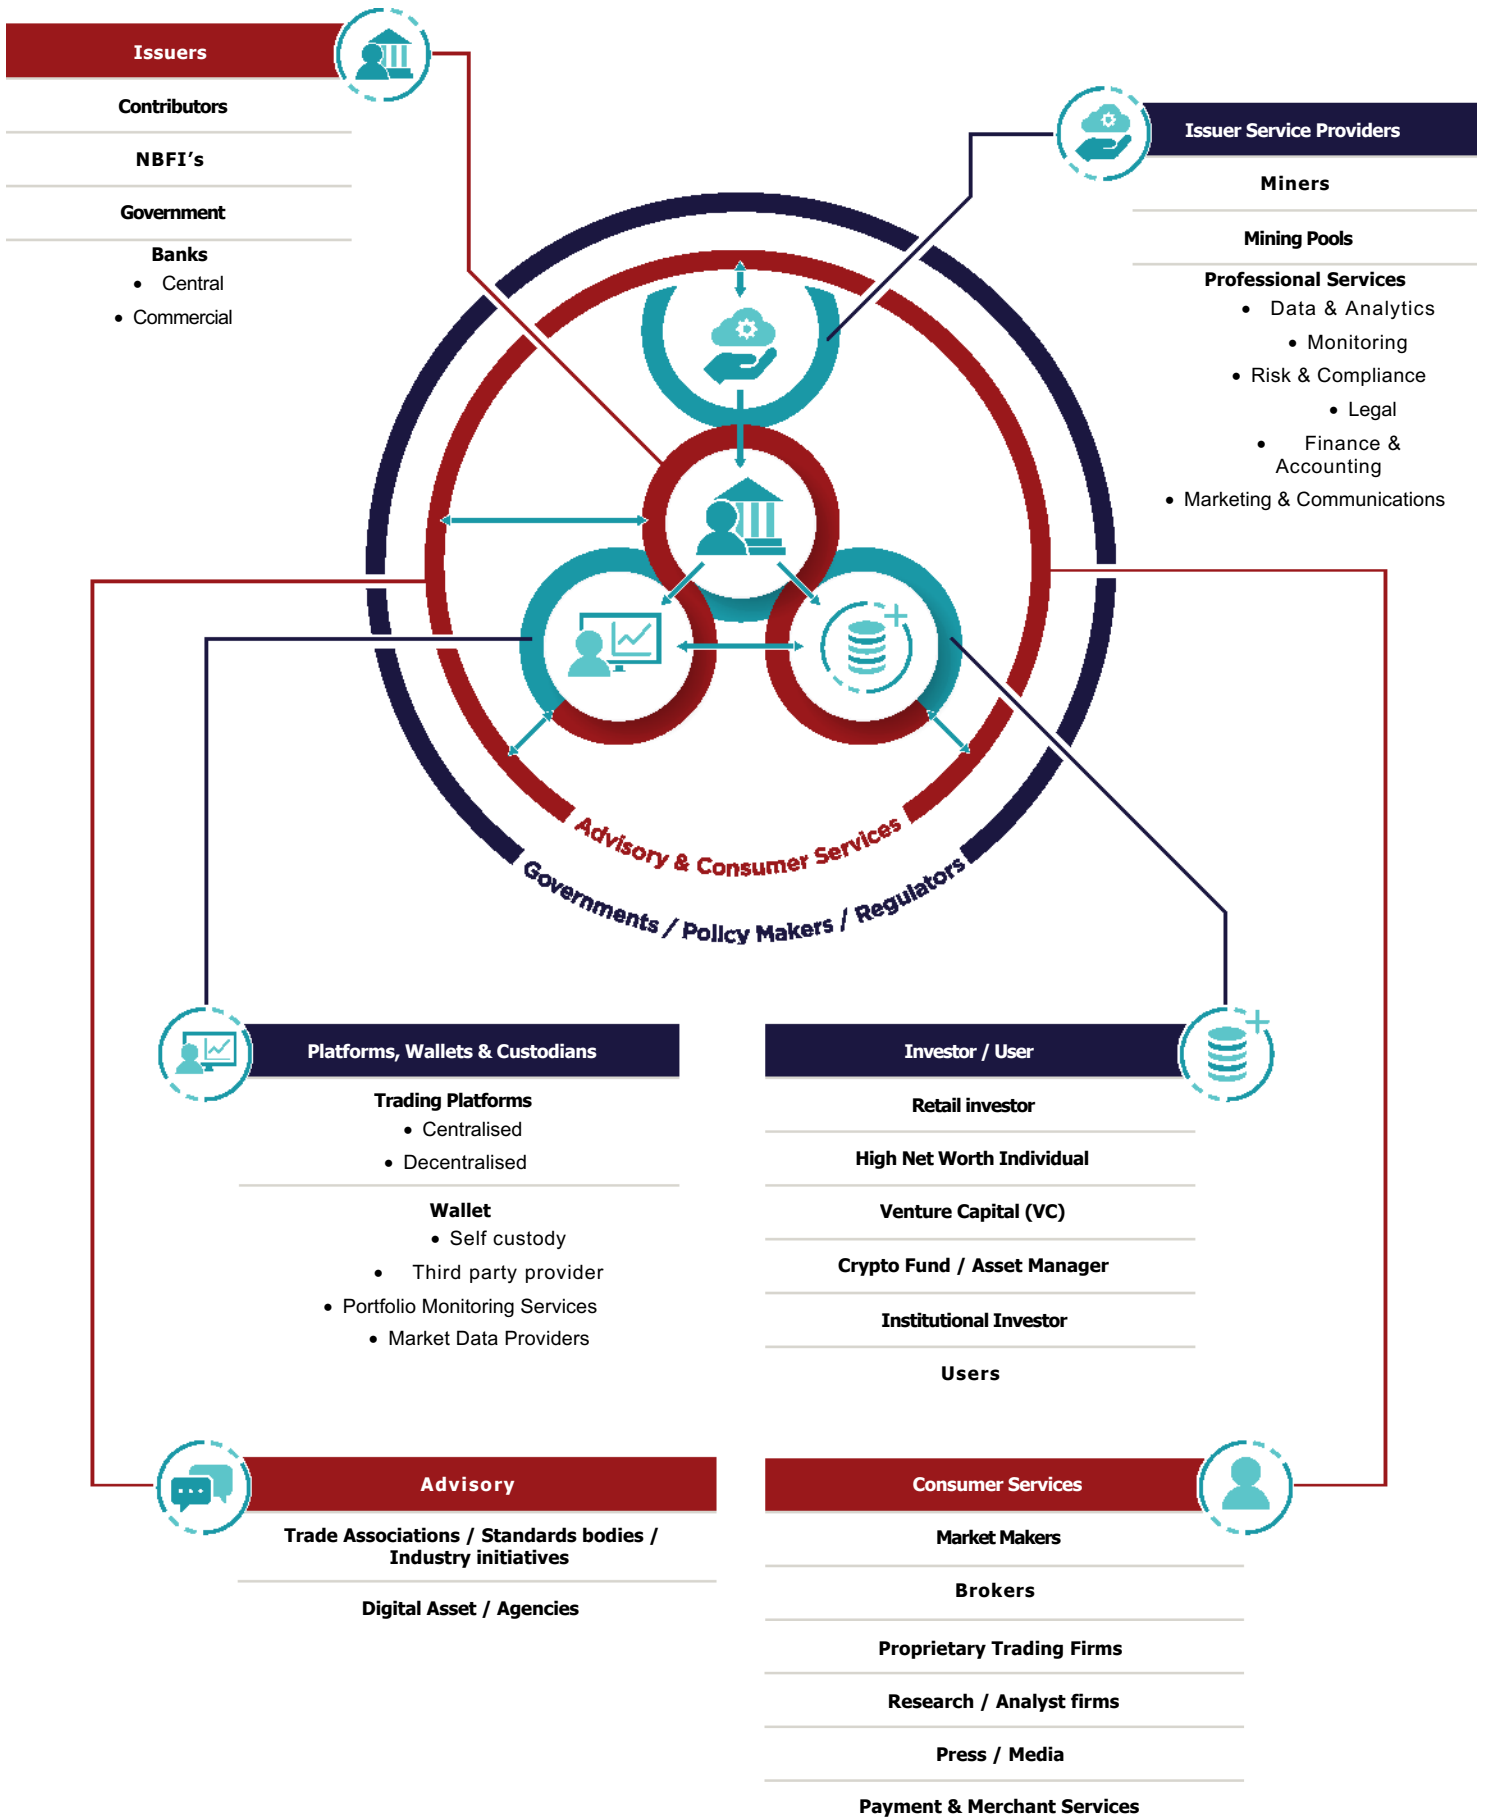 Issuers
Contributors
NBFI’s
Government
Banks
• Central
• Commercial
Issuer Service Providers
Miners
Mining Pools
Professional Services
• Data & Analytics
• Monitoring
• Risk & Compliance
• Legal
• Finance &
Accounting
• Marketing & Communications
Advisory & Consumer Services
Governments / Policy Makers / Regulators
Platforms, Wallets & Custodians
Trading Platforms
• Centralised
• Decentralised
Wallet
• Self custody
• Third party provider
• Portfolio Monitoring Services
• Market Data Providers
Investor / User
Retail investor
High Net Worth Individual
Venture Capital (VC)
Crypto Fund / Asset Manager
Institutional Investor
Users
Advisory
Trade Associations / Standards bodies /
Industry initiatives
Digital Asset / Agencies
Consumer Services
Market Makers
Brokers
Proprietary Trading Firms
Research / Analyst firms
Press / Media
Payment & Merchant Services